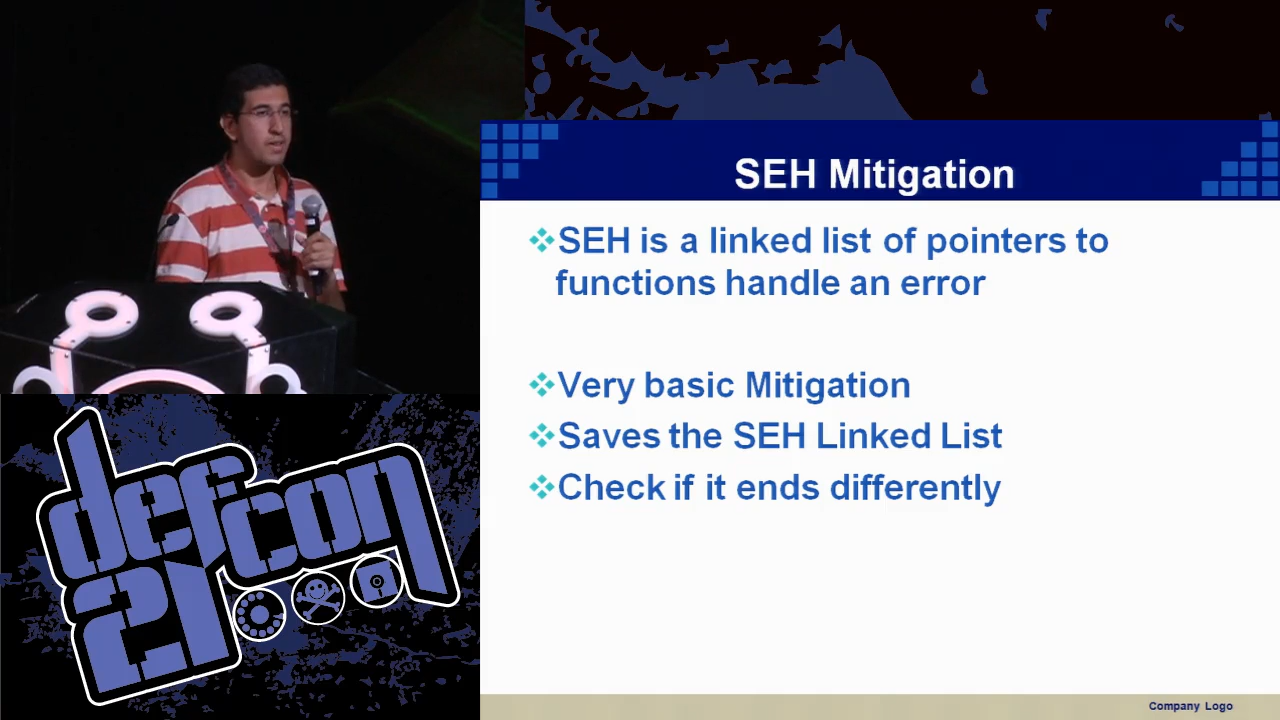 SEH Mitigation
SEH is a linked list of pointers to
functions handle an error
Very basic Mitigation
Saves the SEH Linked List
Check if it ends differently
defcon
21
Company Logo